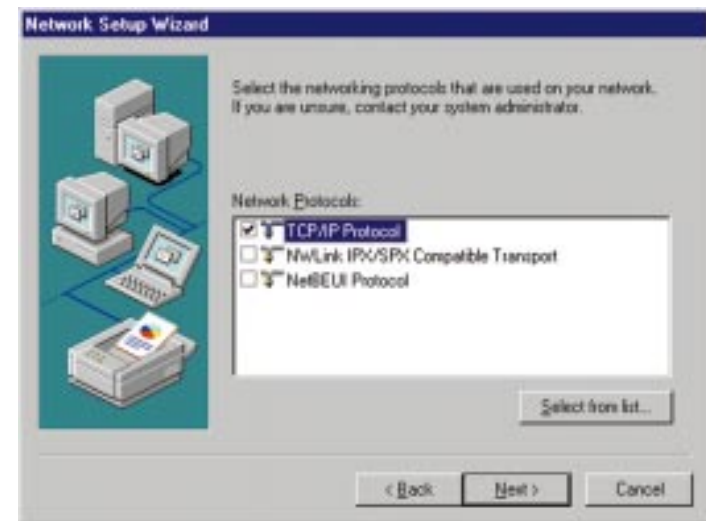 Network Setup Wizard
Select the networking protocols that are used on your network.
If you are unsure, contact your system administrator.
Network Protocols:
TCP/IP Protocol
NWLink IPX/SPX Compatible Transport
NetBEUI Protocol
Select from list...
< Back
Next >
Cancel